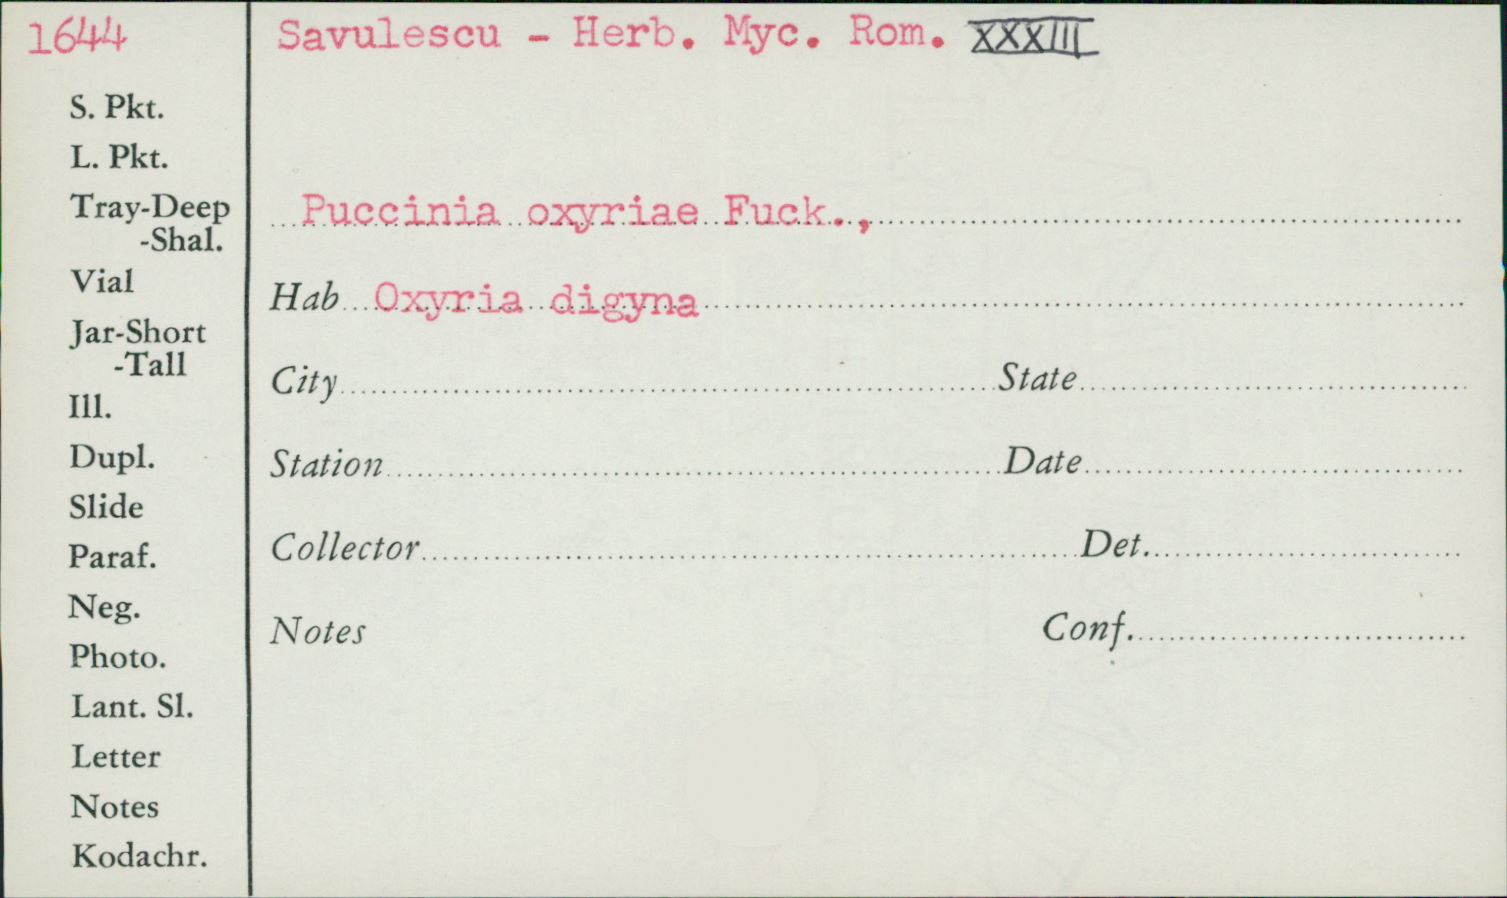 1644
Savulescu - Herb. Myc. Rom. XXXIII
S. Pkt.
L. Pkt.
Tray-Deep
-Shal.
Vial
Jar-Short
-Tall
Ill.
Dupl.
Slide
Paraf.
Neg.
Photo.
Lant. Sl.
Letter
Notes
Kodachr.
Puccinia oxyriae Fuck.,
Hab Oxyria digyna
City State
Station Date
Collector Det.
Notes Conf.